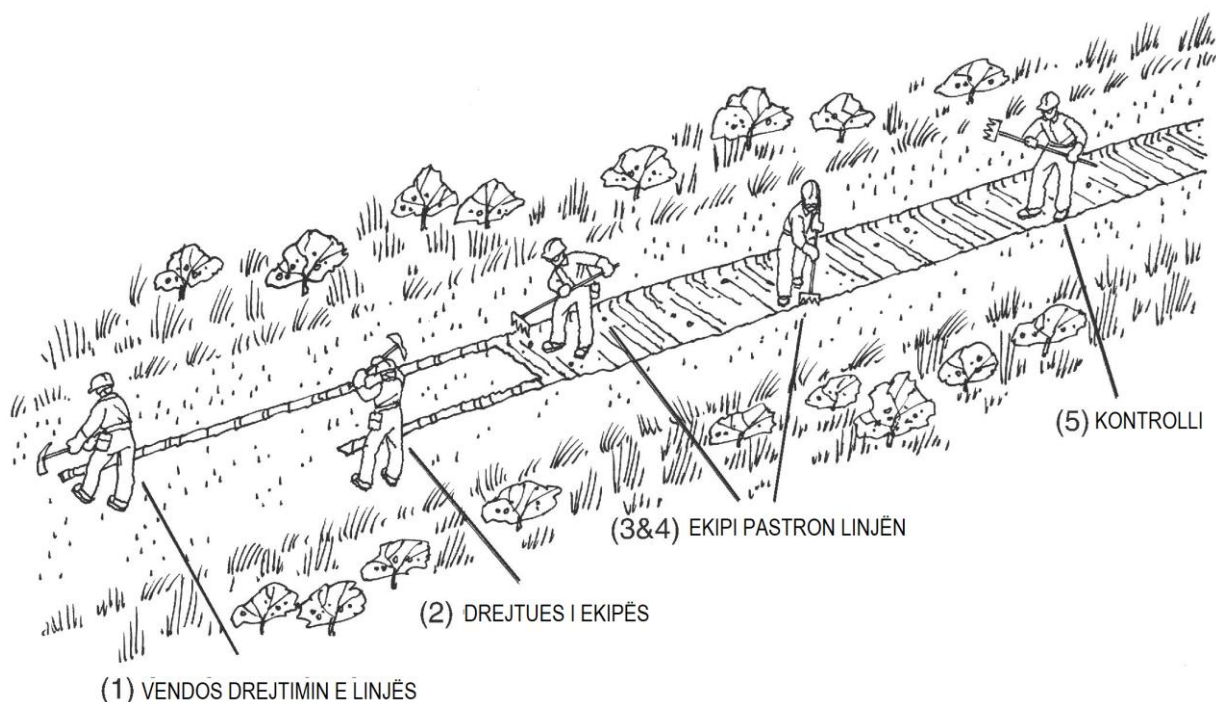 (5) KONTROLLI
(3&4) EKIPI PASTRON LINJËN
(2) DREJTUES I EKIPËS
(1) VENDOS DREJTIMIN E LINJËS